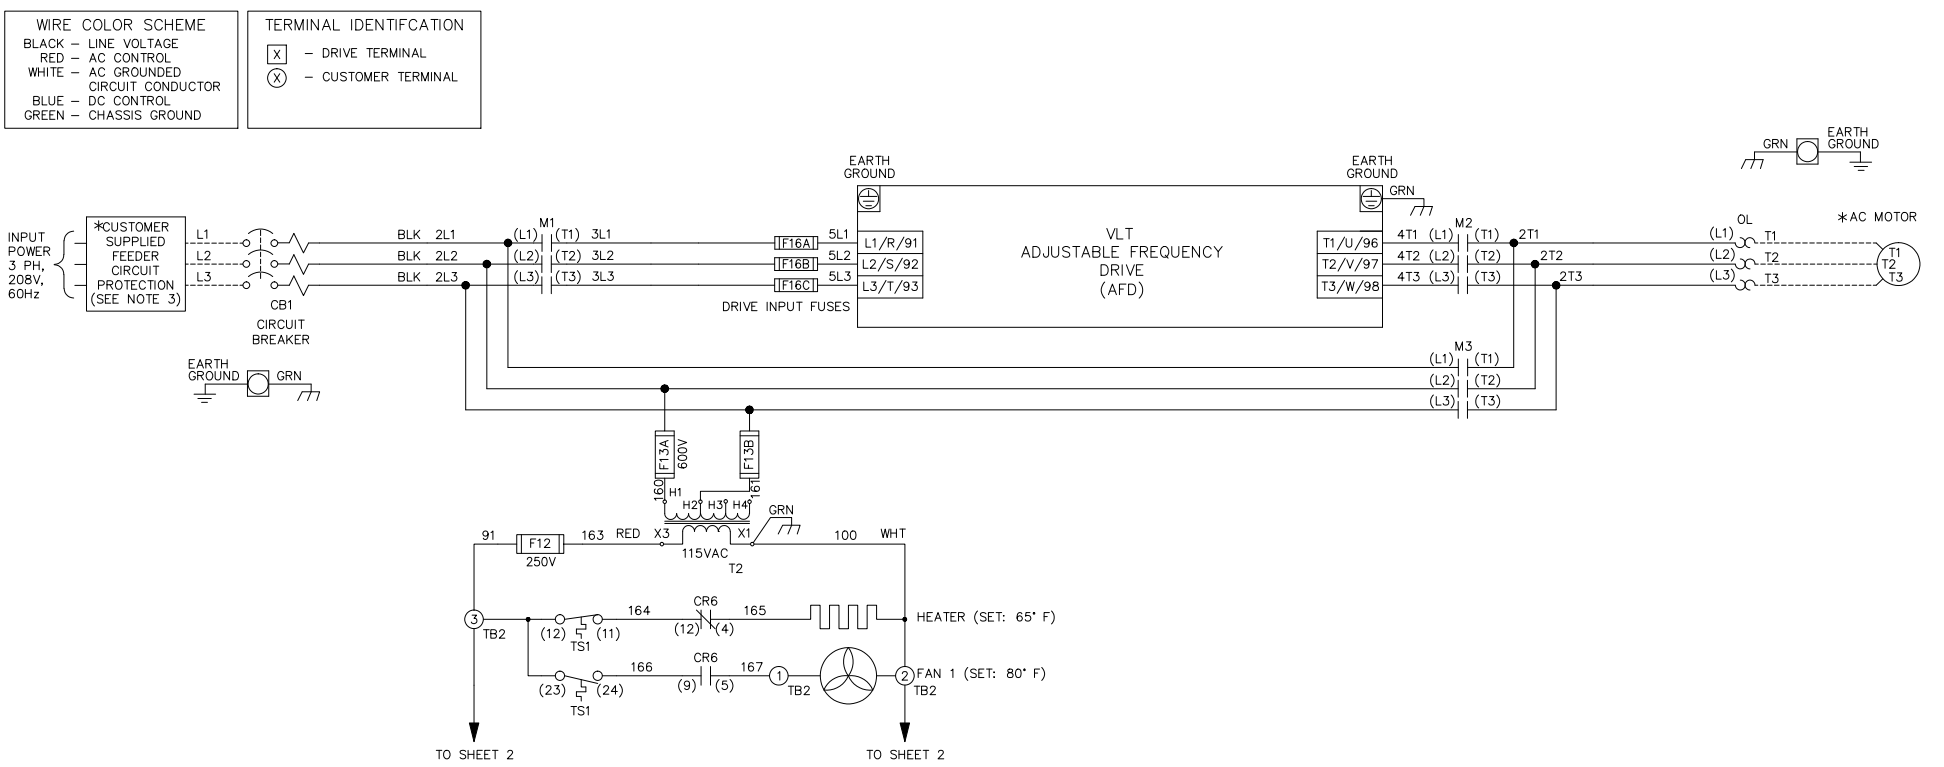 WIRE COLOR SCHEME
BLACK – LINE VOLTAGE
RED – AC CONTROL
WHITE – AC GROUNDED
CIRCUIT CONDUCTOR
BLUE – DC CONTROL
GREEN – CHASSIS GROUND
TERMINAL IDENTIFCATION
X – DRIVE TERMINAL
X – CUSTOMER TERMINAL
INPUT
POWER
3 PH,
208V,
60Hz
*CUSTOMER
SUPPLIED
FEEDER
CIRCUIT
PROTECTION
(SEE NOTE 3)
L1
L2
L3
CB1
CIRCUIT
BREAKER
EARTH
GROUND
GRN
BLK 2L1
BLK 2L2
BLK 2L3
M1
(L1) (T1) 3L1
(L2) (T2) 3L2
(L3) (T3) 3L3
F16A 5L1
F16B 5L2
F16C 5L3
DRIVE INPUT FUSES
EARTH
GROUND
L1/R/91
L2/S/92
L3/T/93
VLT
ADJUSTABLE FREQUENCY
DRIVE
(AFD)
EARTH
GROUND
GRN
T1/U/96
T2/V/97
T3/W/98
M2
4T1 (L1) (T1) 2T1
4T2 (L2) (T2) 2T2
4T3 (L3) (T3) 2T3
M3
(L1) (T1)
(L2) (T2)
(L3) (T3)
GRN
EARTH
GROUND
OL
(L1) T1
(L2) T2
(L3) T3
*AC MOTOR
T1
T2
T3
F13A
600V
F13B
160
161
H1
H2 H3 H4
GRN
91
F12
250V
163 RED X3
X1
115VAC
T2
100 WHT
3
TB2
(12) (11)
TS1
164
CR6
(12) (4)
165
HEATER (SET: 65° F)
(23) (24)
TS1
166
CR6
(9) (5)
167
1
TB2
2
TB2
FAN 1 (SET: 80° F)
TO SHEET 2
TO SHEET 2